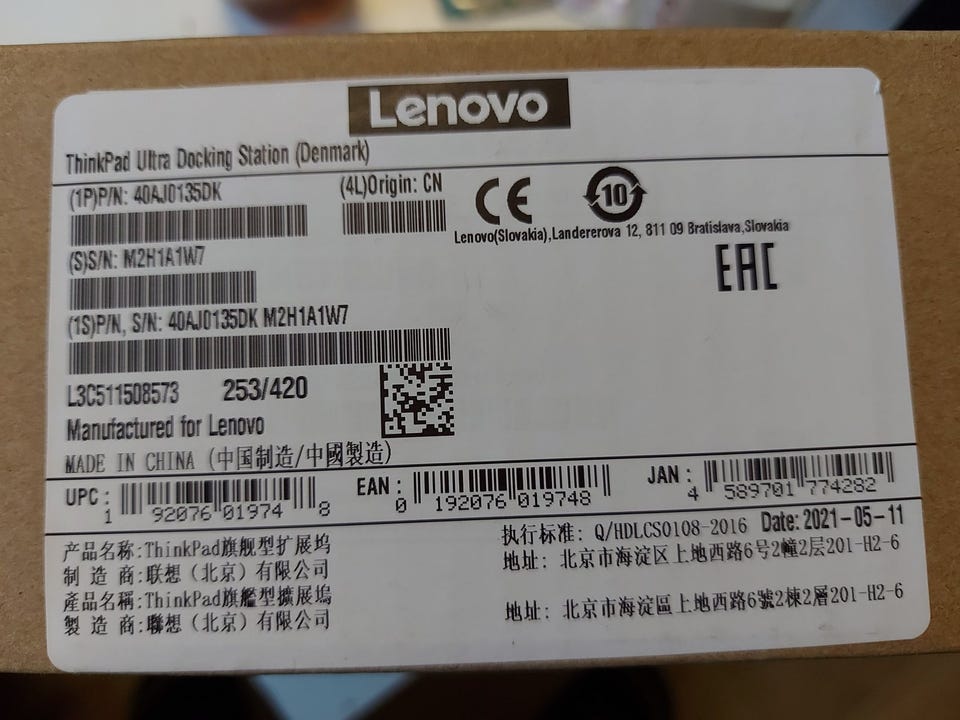 Lenovo
ThinkPad Ultra Docking Station (Denmark)
(1P)P/N: 40AJ0135DK
(4L)Origin: CN
CE
10
Lenovo(Slovakia),Landererova 12, 811 09 Bratislava,Slovakia
EAC
(S)S/N: M2H1A1W7
(1S)P/N, S/N: 40AJ0135DK M2H1A1W7
L3C511508573 253/420
Manufactured for Lenovo
MADE IN CHINA (中国制造/中國製造)
UPC: 1 92076 01974 8
EAN: 0 192076 019748
JAN: 4 589701 774282
产品名称:ThinkPad旗舰型扩展坞
制 造 商:联想(北京)有限公司
產品名稱:ThinkPad旗艦型擴展塢
製 造 商:聯想(北京)有限公司
执行标准: Q/HDLCS0108-2016 Date: 2021-05-11
地址: 北京市海淀区上地西路6号2幢2层201-H2-6
地址: 北京市海淀區上地西路6號2棟2層201-H2-6